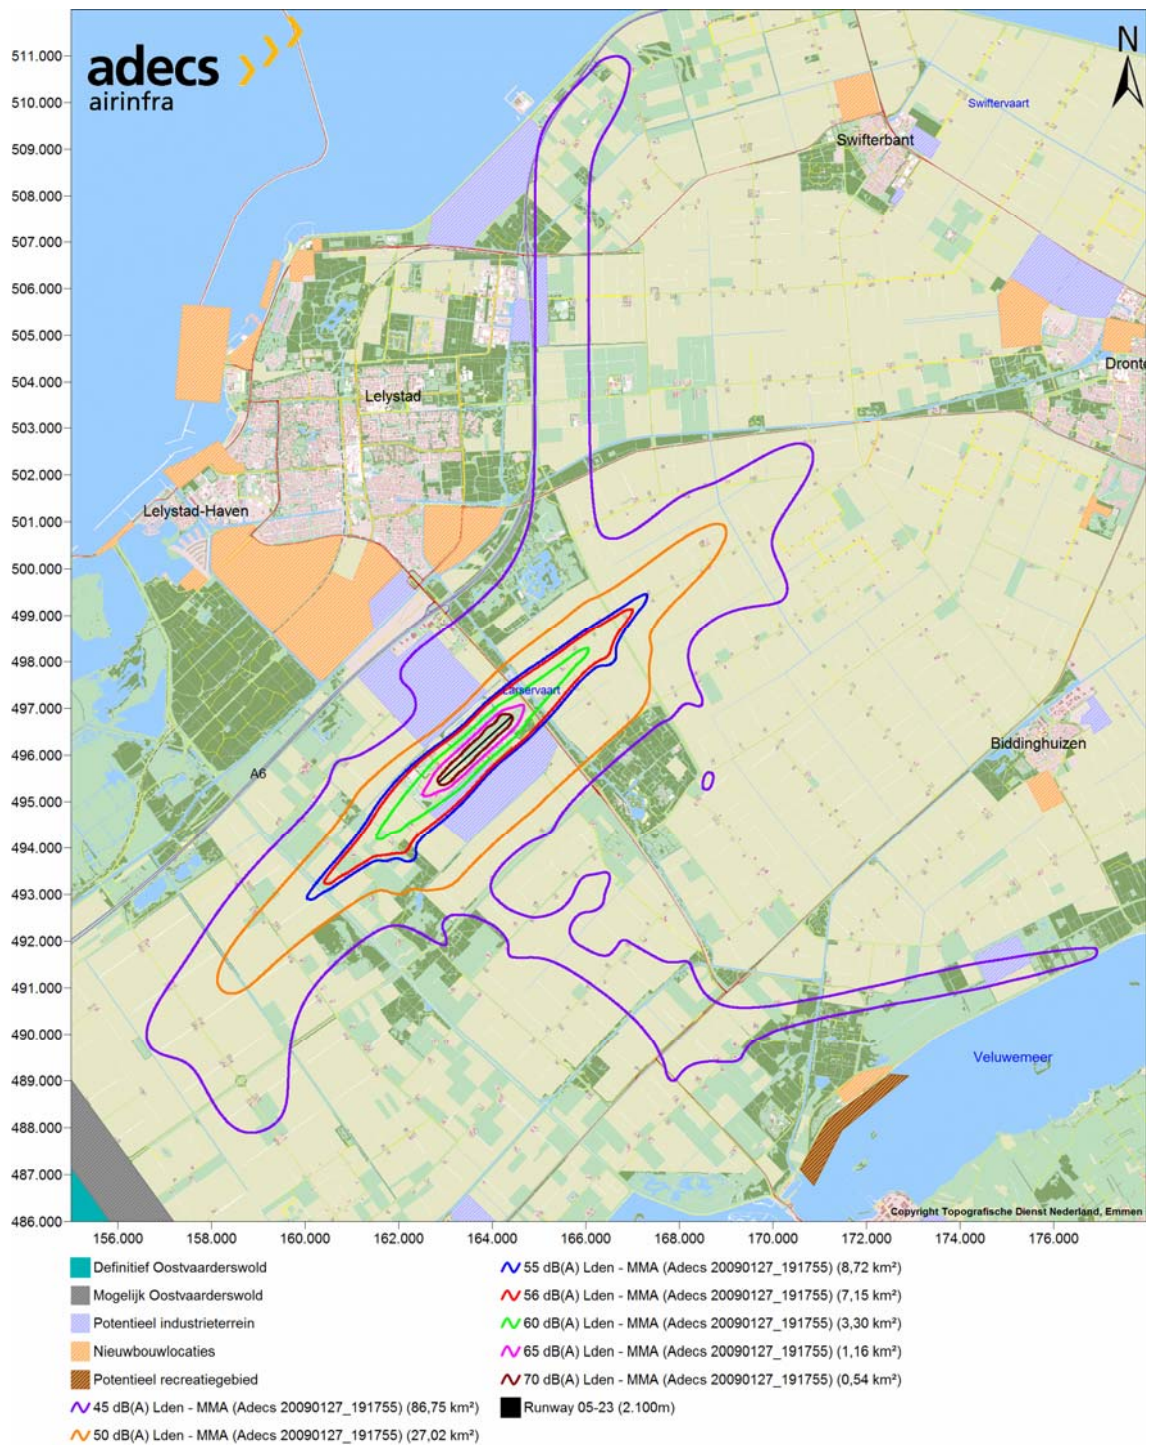 adecs
airinfra
N
511.000
510.000
509.000
508.000
507.000
506.000
505.000
504.000
503.000
502.000
501.000
500.000
499.000
498.000
497.000
496.000
495.000
494.000
493.000
492.000
491.000
490.000
489.000
488.000
487.000
486.000
Swiftervaart
Swifterbant
Dronte
Lelystad
Lelystad-Haven
Larservaart
Biddinghuizen
A6
Veluwemeer
Copyright Topografische Dienst Nederland, Emmen
156.000 158.000 160.000 162.000 164.000 166.000 168.000 170.000 172.000 174.000 176.000
Definitief Oostvaarderswold
Mogelijk Oostvaarderswold
Potentieel industrieterrein
Nieuwbouwlocaties
Potentieel recreatiegebied
45 dB(A) Lden - MMA (Adecs 20090127_191755) (86,75 km²)
50 dB(A) Lden - MMA (Adecs 20090127_191755) (27,02 km²)
55 dB(A) Lden - MMA (Adecs 20090127_191755) (8,72 km²)
56 dB(A) Lden - MMA (Adecs 20090127_191755) (7,15 km²)
60 dB(A) Lden - MMA (Adecs 20090127_191755) (3,30 km²)
65 dB(A) Lden - MMA (Adecs 20090127_191755) (1,16 km²)
70 dB(A) Lden - MMA (Adecs 20090127_191755) (0,54 km²)
Runway 05-23 (2.100m)